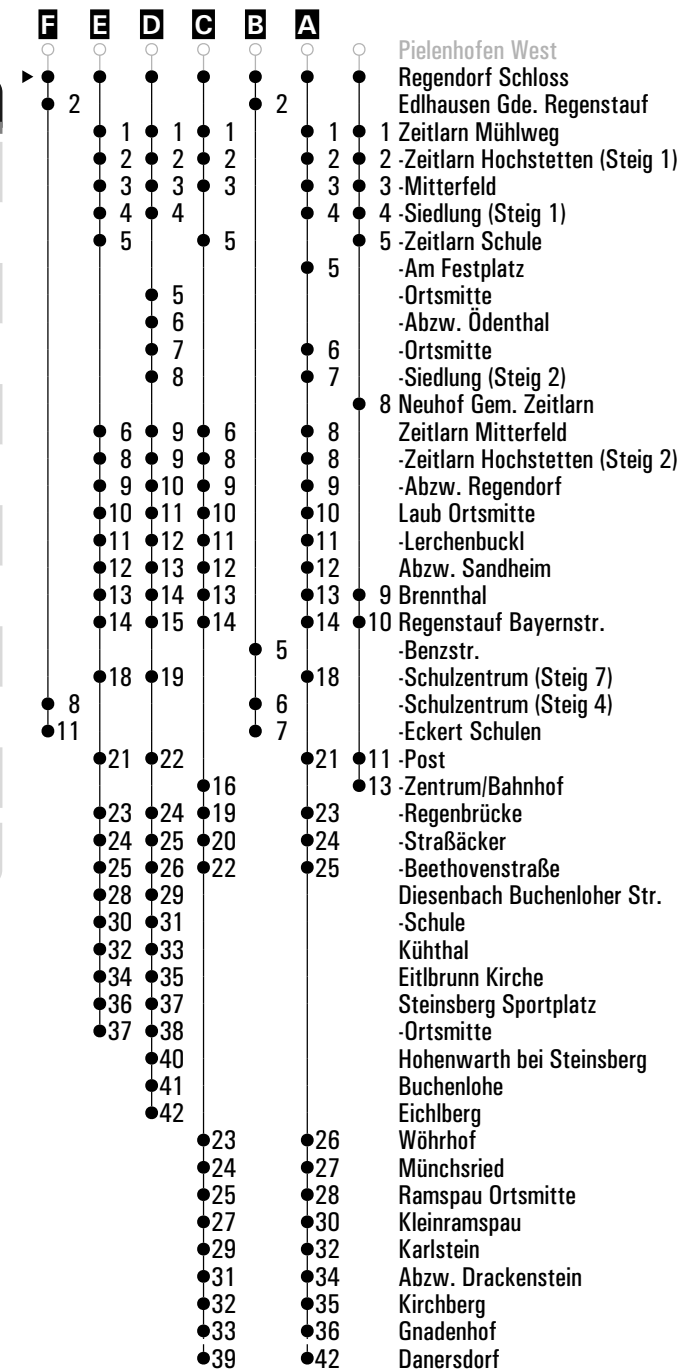 F E D C B A
Pielenhofen West
Regendorf Schloss
2 2 Edlhausen Gde. Regenstauf
1 1 1 1 1 Zeitlarn Mühlweg
2 2 2 2 2 -Zeitlarn Hochstetten (Steig 1)
3 3 3 3 3 -Mitterfeld
4 4 4 4 -Siedlung (Steig 1)
5 5 5 -Zeitlarn Schule
5 -Am Festplatz
5 -Ortsmitte
6 -Abzw. Ödenthal
7 6 -Ortsmitte
8 7 -Siedlung (Steig 2)
8 Neuhof Gem. Zeitlarn
6 9 6 8 Zeitlarn Mitterfeld
8 9 8 8 -Zeitlarn Hochstetten (Steig 2)
9 10 9 9 -Abzw. Regendorf
10 11 10 10 Laub Ortsmitte
11 12 11 11 -Lerchenbuckl
12 13 12 12 Abzw. Sandheim
13 14 13 13 9 Brennthal
14 15 14 14 10 Regenstauf Bayernstr.
5 -Benzstr.
18 19 18 -Schulzentrum (Steig 7)
8 6 -Schulzentrum (Steig 4)
11 7 -Eckert Schulen
21 22 21 11 -Post
16 13 -Zentrum/Bahnhof
23 24 19 23 -Regenbrücke
24 25 20 24 -Straßäcker
25 26 22 25 -Beethovenstraße
28 29 Diesenbach Buchenloher Str.
30 31 -Schule
32 33 Kühthal
34 35 Eitlbrunn Kirche
36 37 Steinsberg Sportplatz
37 38 -Ortsmitte
40 Hohenwarth bei Steinsberg
41 Buchenlohe
42 Eichlberg
23 26 Wöhrhof
24 27 Münchsried
25 28 Ramspau Ortsmitte
27 30 Kleinramspau
29 32 Karlstein
31 34 Abzw. Drackenstein
32 35 Kirchberg
33 36 Gnadenhof
39 42 Danersdorf